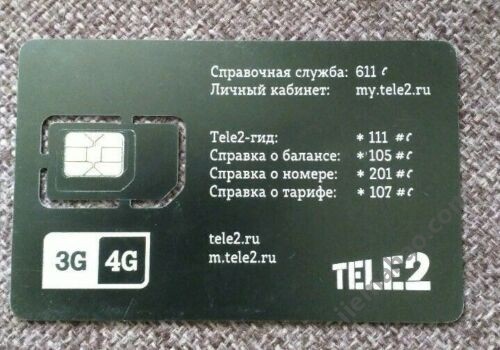 Справочная служба: 611
Личный кабинет: my.tele2.ru
Tele2-гид: *111#
Справка о балансе: *105#
Справка о номере: *201#
Справка о тарифе: *107#
3G 4G
tele2.ru
m.tele2.ru
TELE2